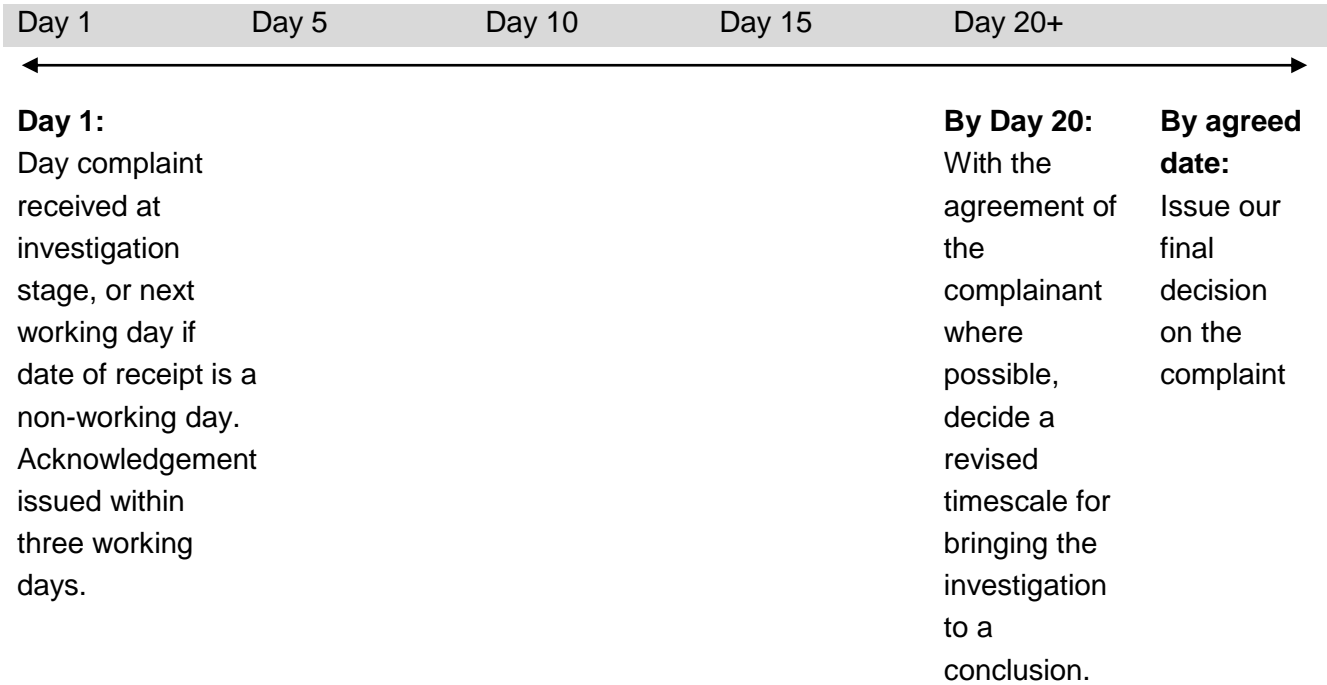 Day 1 Day 5 Day 10 Day 15 Day 20+
Day 1:
Day complaint
received at
investigation
stage, or next
working day if
date of receipt is a
non-working day.
Acknowledgement
issued within
three working
days.
By Day 20:
With the
agreement of
the
complainant
where
possible,
decide a
revised
timescale for
bringing the
investigation
to a
conclusion.
By agreed
date:
Issue our
final
decision
on the
complaint